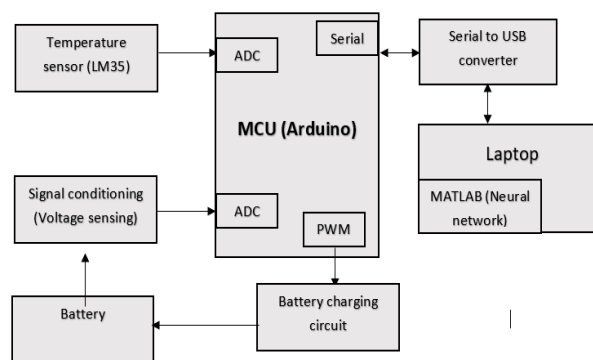 Temperature
sensor (LM35)
ADC
Serial
Serial to USB
converter
MCU (Arduino)
Laptop
MATLAB (Neural
network)
Signal conditioning
(Voltage sensing)
ADC
PWM
Battery
Battery charging
circuit